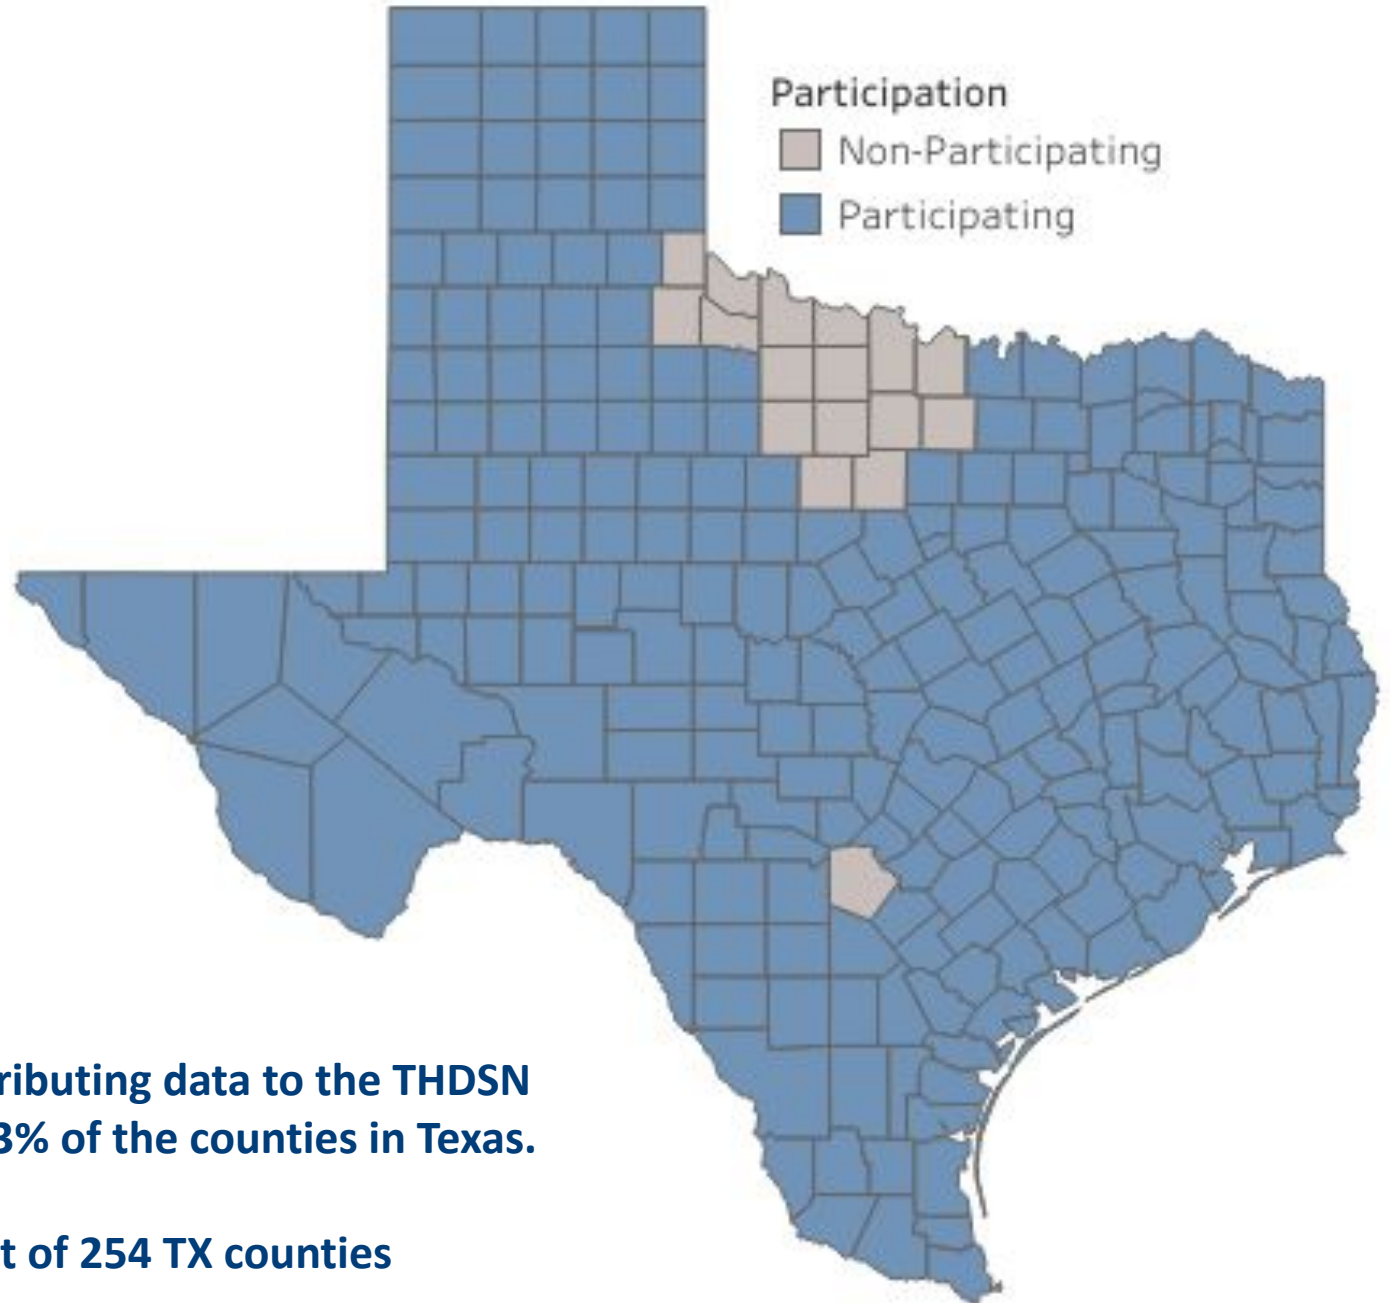 Participation
Non-Participating
Participating
ributing data to the THDSN
3% of the counties in Texas.
t of 254 TX counties